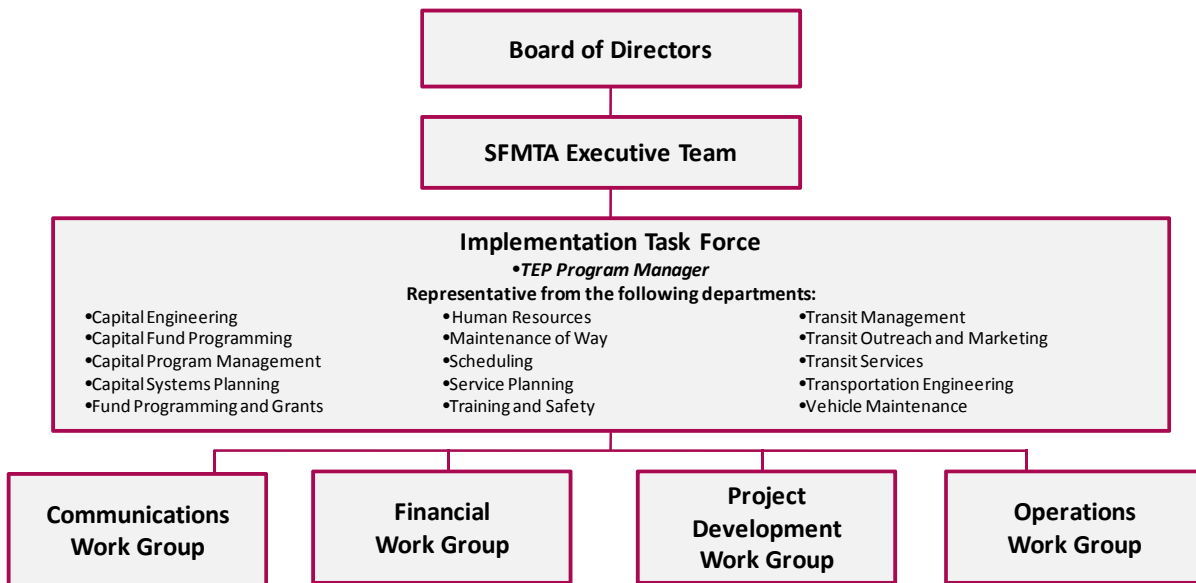 Board of Directors
SFMTA Executive Team
Implementation Task Force
•TEP Program Manager
Representative from the following departments:
•Capital Engineering
•Capital Fund Programming
•Capital Program Management
•Capital Systems Planning
•Fund Programming and Grants
•Human Resources
•Maintenance of Way
•Scheduling
•Service Planning
•Training and Safety
•Transit Management
•Transit Outreach and Marketing
•Transit Services
•Transportation Engineering
•Vehicle Maintenance
Communications
Work Group
Financial
Work Group
Project
Development
Work Group
Operations
Work Group